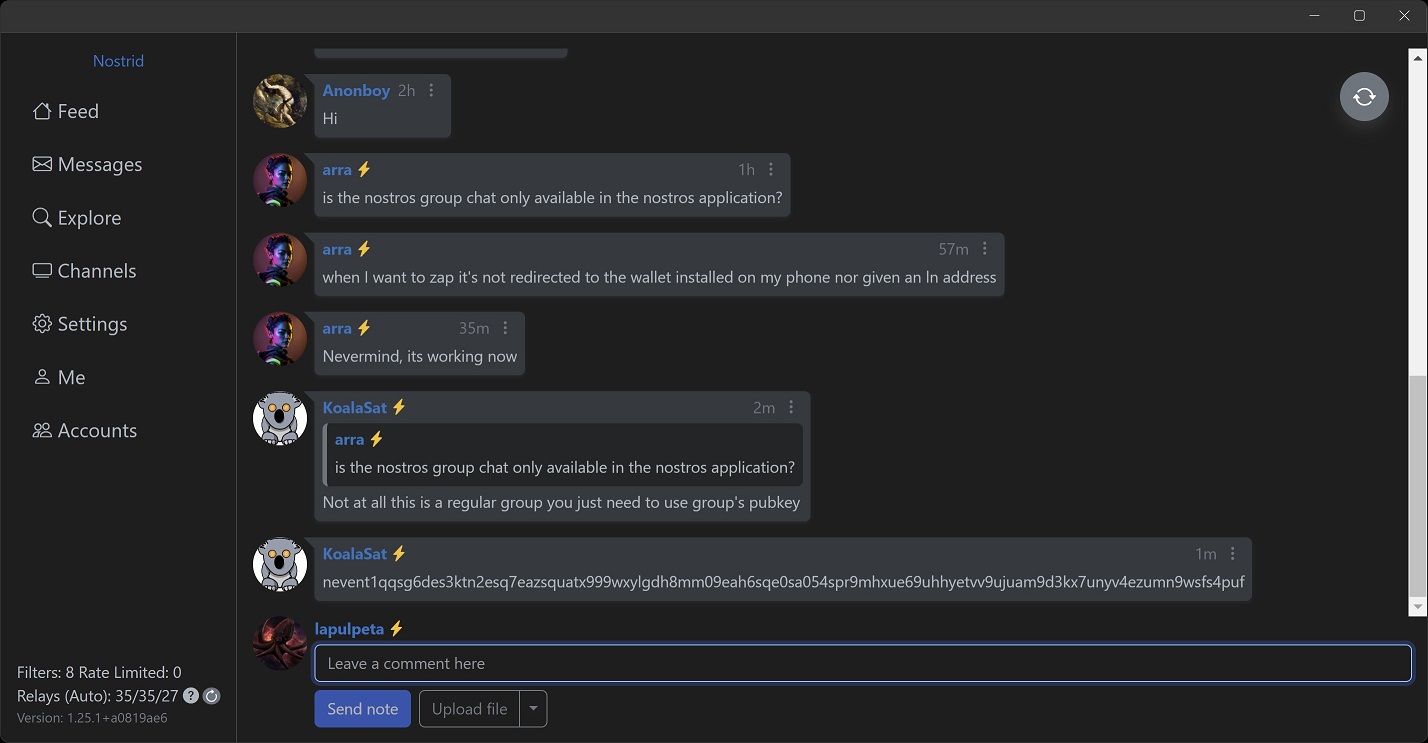 Nostrid
Feed
Messages
Explore
Channels
Settings
Me
Accounts
Filters: 8 Rate Limited: 0
Relays (Auto): 35/35/27 ?
Version: 1.25.1+a0819ae6
Anonboy 2h
Hi
arra⚡ 1h
is the nostros group chat only available in the nostros application?
arra⚡ 57m
when I want to zap it's not redirected to the wallet installed on my phone nor given an ln address
arra⚡ 35m
Nevermind, its working now
KoalaSat⚡ 2m
arra⚡
is the nostros group chat only available in the nostros application?
Not at all this is a regular group you just need to use group's pubkey
KoalaSat⚡ 1m
nevent1qqsg6des3ktn2esq7eazsquatx999wxylgdh8mm09eah6sqe0sa054spr9mhxue69uhhyetvv9ujuam9d3kx7unyv4ezumn9wsfs4puf
lapulpeta⚡
Leave a comment here
Send note
Upload file